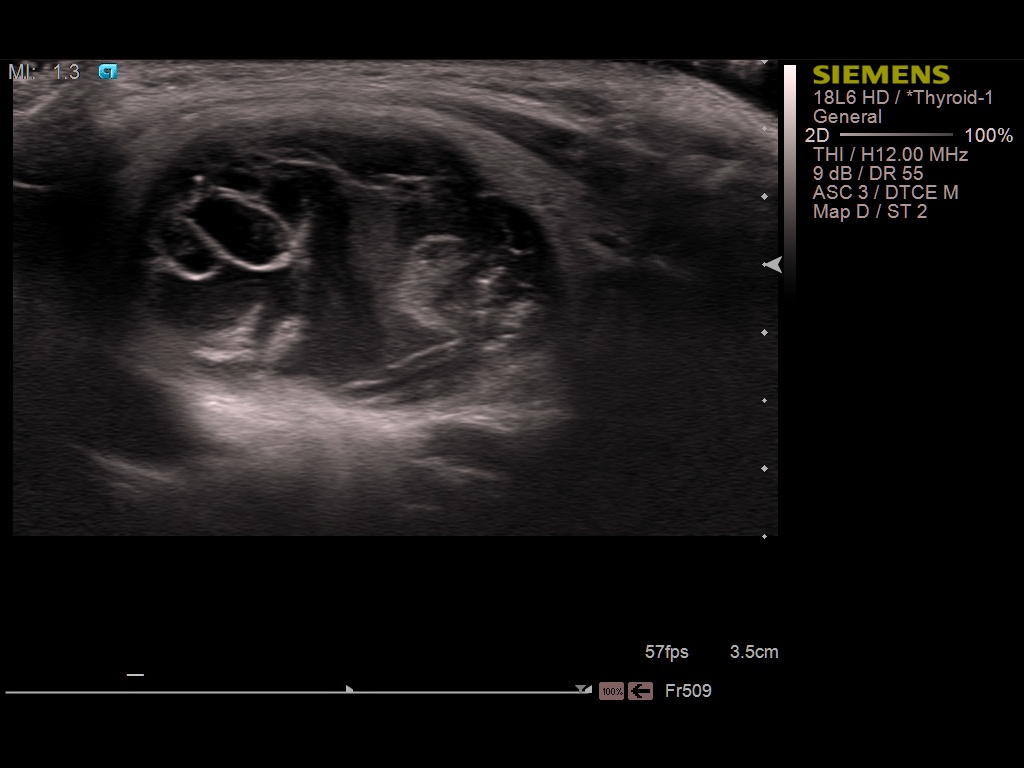 MI: 1.3
SIEMENS
18L6 HD / *Thyroid-1
General
2D 100%
THI / H12.00 MHz
9 dB / DR 55
ASC 3 / DTCE M
Map D / ST 2
57fps 3.5cm
100% Fr509